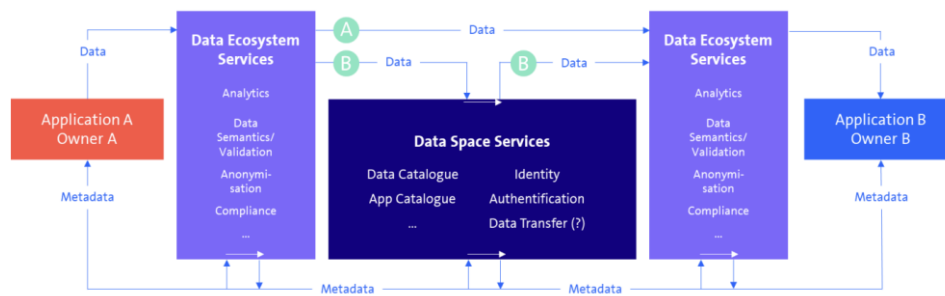 A
Data
B
Data
B
Data
Data
Data
Data Ecosystem
Services
Analytics
Data
Semantics/
Validation
Anonymi-
sation
Compliance
...
Application A
Owner A
Metadata
Data Space Services
Data Catalogue
Identity
App Catalogue
Authentification
...
Data Transfer (?)
Data Ecosystem
Services
Analytics
Data
Semantics/
Validation
Anonymi-
sation
Compliance
...
Application B
Owner B
Metadata
Metadata
Metadata